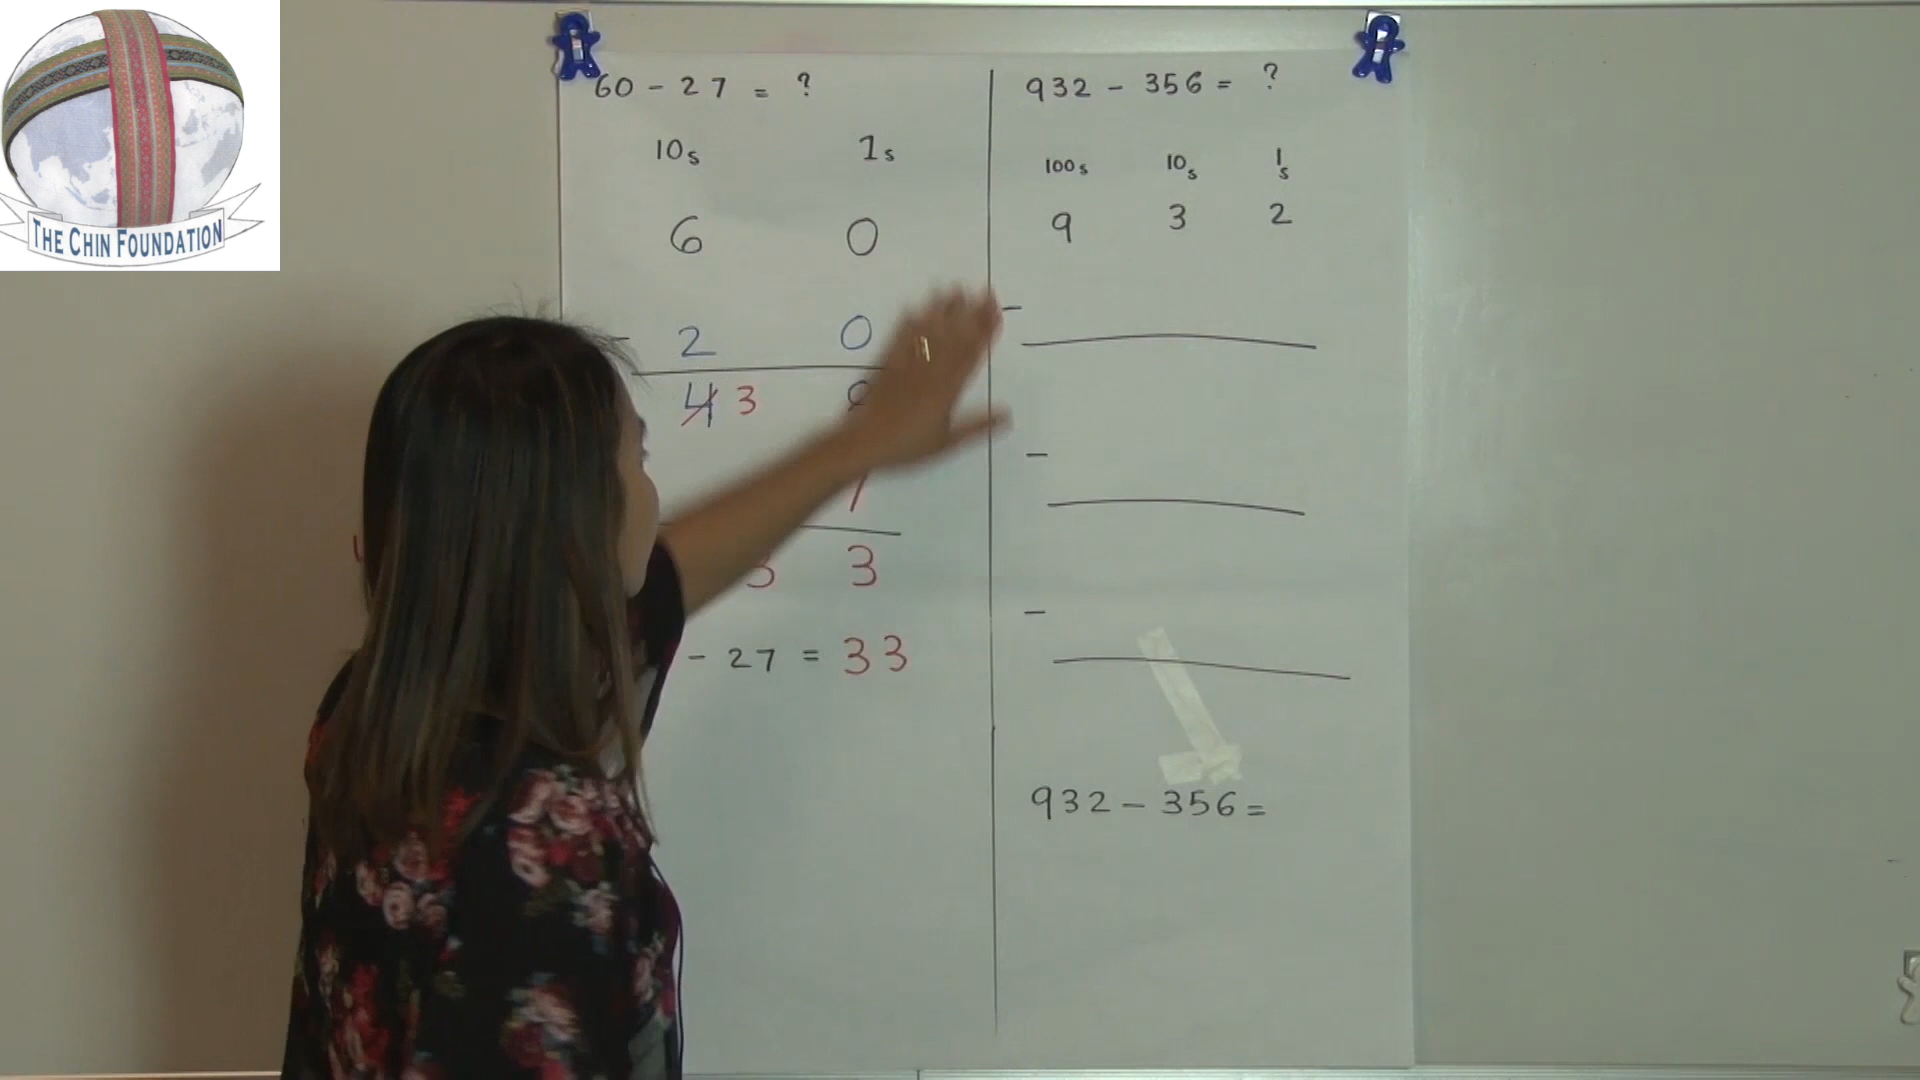 THE CHIN FOUNDATION
60 - 27 = ?
10s 1s
6 0
- 2 0
4 3
3 3
- 27 = 33
932 - 356 = ?
100s 10s 1s
9 3 2
-
-
-
932 - 356 =